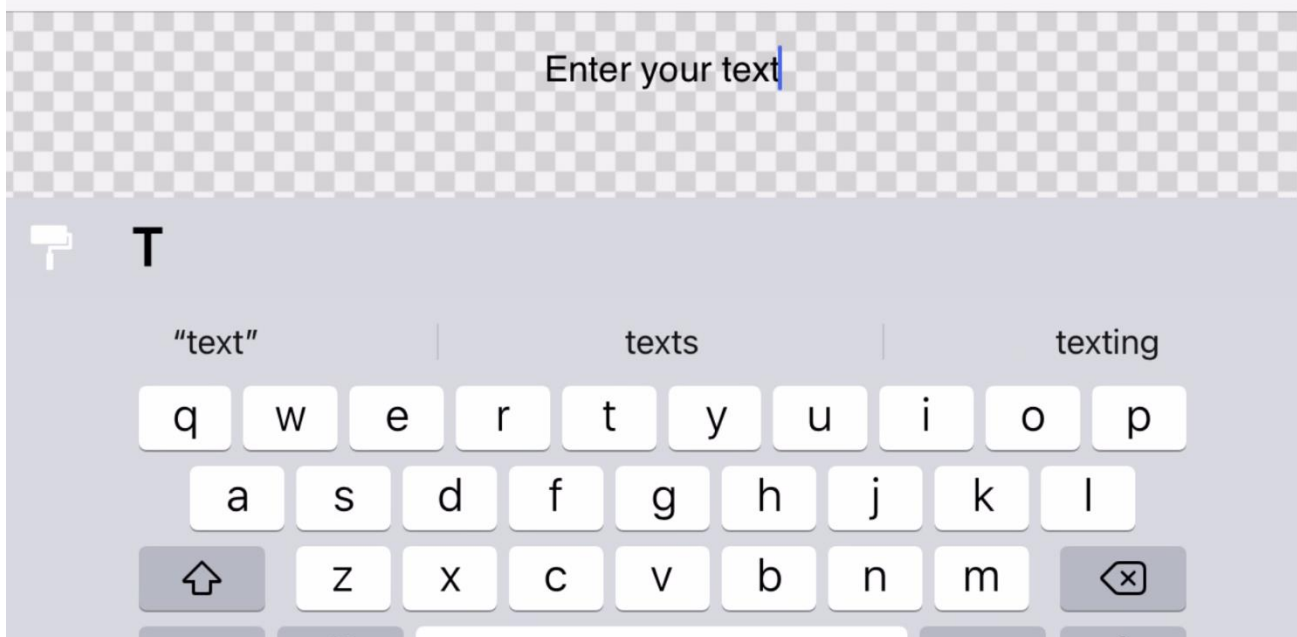 Enter your text
T
“text” texts texting
q w e r t y u i o p
a s d f g h j k l
z x c v b n m